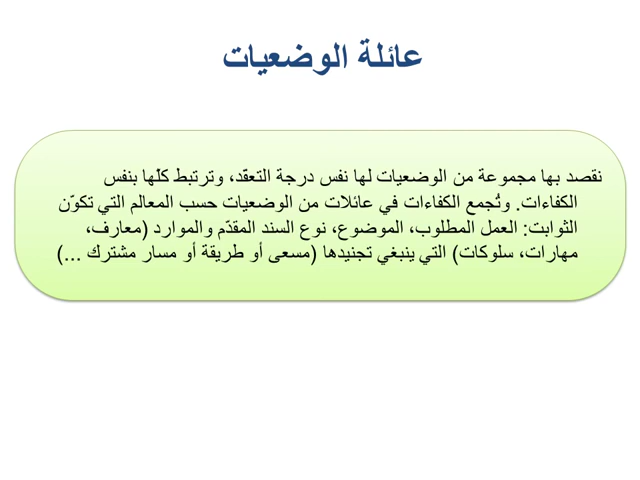 عائلة الوضعيات
نقصد بها مجموعة من الوضعيات لها نفس درجة التعقد، وترتبط كلّها بنفس
الكفاءات. وتُجمع الكفاءات في عائلات من الوضعيات حسب المعالم التي تكوّن
الثوابت: العمل المطلوب، الموضوع، نوع السند المقدّم والموارد (معارف،
مهارات، سلوكات) التي ينبغي تجنيدها (مسعى أو طريقة أو مسار مشترك ...)